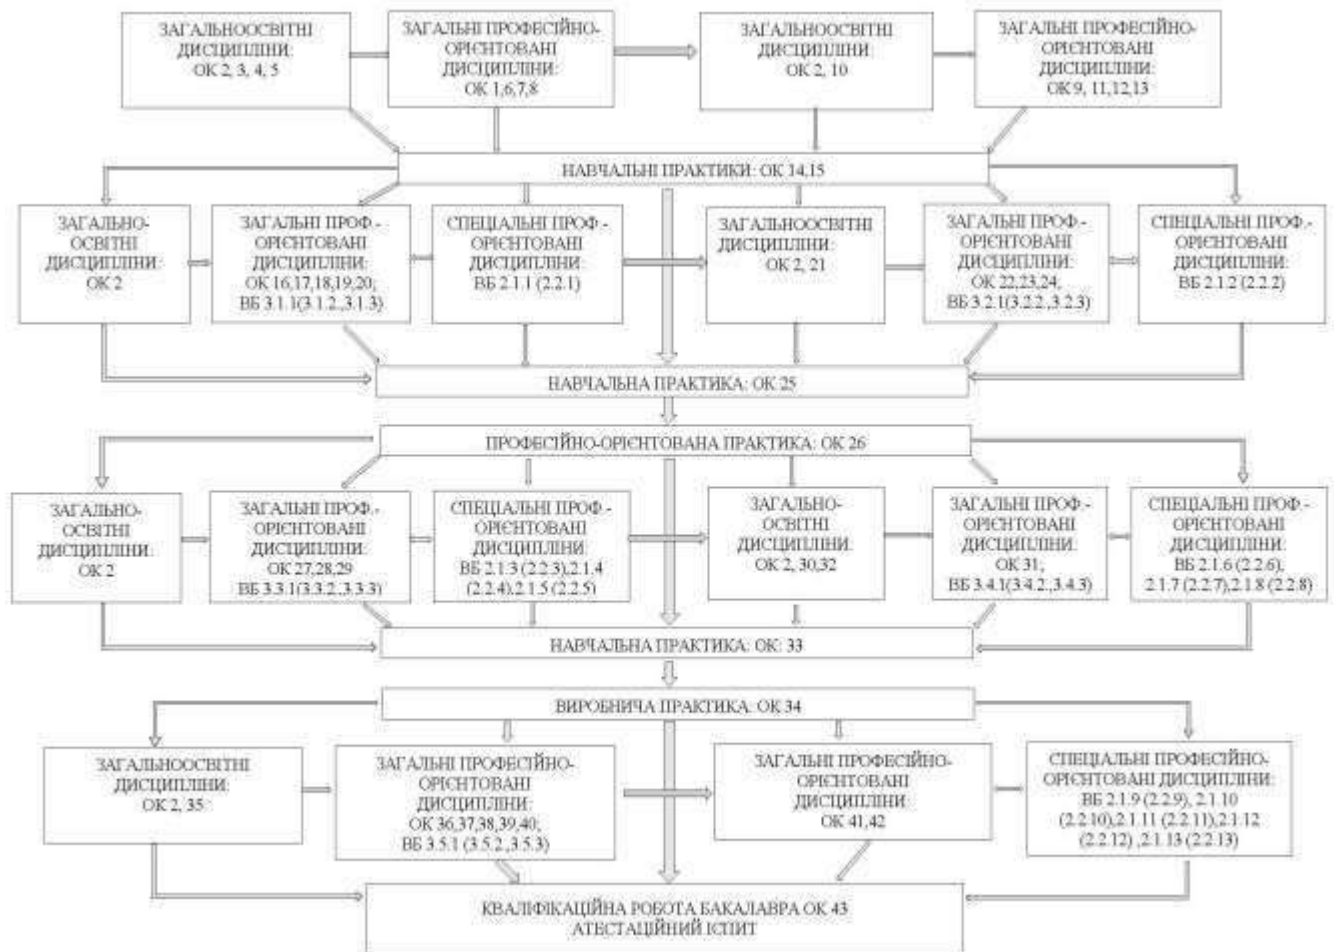 ЗАГАЛЬНООСВІТНІ
ДИСЦИПЛІНИ:
ОК 2, 3, 4, 5
ЗАГАЛЬНІ ПРОФЕСІЙНО-
ОРІЄНТОВАНІ
ДИСЦИПЛІНИ:
ОК 1,6,7,8
ЗАГАЛЬНООСВІТНІ
ДИСЦИПЛІНИ:
ОК 2, 10
ЗАГАЛЬНІ ПРОФЕСІЙНО-
ОРІЄНТОВАНІ
ДИСЦИПЛІНИ:
ОК 9, 11,12,13
НАВЧАЛЬНІ ПРАКТИКИ: ОК 14,15
ЗАГАЛЬНО-
ОСВІТНІ
ДИСЦИПЛІНИ:
ОК 2
ЗАГАЛЬНІ ПРОФ.-
ОРІЄНТОВАНІ
ДИСЦИПЛІНИ:
ОК 16,17,18,19,20;
ВБ 3.1.1(3.1.2.,3.1.3)
СПЕЦІАЛЬНІ ПРОФ.-
ОРІЄНТОВАНІ
ДИСЦИПЛІНИ:
ВБ 2.1.1 (2.2.1)
ЗАГАЛЬНООСВІТНІ
ДИСЦИПЛІНИ:
ОК 2, 21
ЗАГАЛЬНІ ПРОФ.-
ОРІЄНТОВАНІ
ДИСЦИПЛІНИ:
ОК 22,23,24;
ВБ 3.2.1(3.2.2.,3.2.3)
СПЕЦІАЛЬНІ ПРОФ.-
ОРІЄНТОВАНІ
ДИСЦИПЛІНИ:
ВБ 2.1.2 (2.2.2)
НАВЧАЛЬНА ПРАКТИКА: ОК 25
ПРОФЕСІЙНО-ОРІЄНТОВАНА ПРАКТИКА: ОК 26
ЗАГАЛЬНО-
ОСВІТНІ
ДИСЦИПЛІНИ:
ОК 2
ЗАГАЛЬНІ ПРОФ.-
ОРІЄНТОВАНІ
ДИСЦИПЛІНИ:
ОК 27,28,29
ВБ 3.3.1(3.3.2.,3.3.3)
СПЕЦІАЛЬНІ ПРОФ.-
ОРІЄНТОВАНІ
ДИСЦИПЛІНИ:
ВБ 2.1.3 (2.2.3),2.1.4
(2.2.4),2.1.5 (2.2.5)
ЗАГАЛЬНО-
ОСВІТНІ
ДИСЦИПЛІНИ:
ОК 2, 30,32
ЗАГАЛЬНІ ПРОФ.-
ОРІЄНТОВАНІ
ДИСЦИПЛІНИ:
ОК 31;
ВБ 3.4.1(3.4.2.,3.4.3)
СПЕЦІАЛЬНІ ПРОФ.-
ОРІЄНТОВАНІ
ДИСЦИПЛІНИ:
ВБ 2.1.6 (2.2.6),
2.1.7 (2.2.7),2.1.8 (2.2.8)
НАВЧАЛЬНА ПРАКТИКА: ОК: 33
ВИРОБНИЧА ПРАКТИКА: ОК 34
ЗАГАЛЬНООСВІТНІ
ДИСЦИПЛІНИ:
ОК 2, 35
ЗАГАЛЬНІ ПРОФЕСІЙНО-
ОРІЄНТОВАНІ
ДИСЦИПЛІНИ:
ОК 36,37,38,39,40;
ВБ 3.5.1 (3.5.2.,3.5.3)
ЗАГАЛЬНІ ПРОФЕСІЙНО-
ОРІЄНТОВАНІ
ДИСЦИПЛІНИ:
ОК 41,42
СПЕЦІАЛЬНІ ПРОФЕСІЙНО-
ОРІЄНТОВАНІ ДИСЦИПЛІНИ:
ВБ 2.1.9 (2.2.9), 2.1.10
(2.2.10),2.1.11 (2.2.11),2.1.12
(2.2.12) ,2.1.13 (2.2.13)
КВАЛІФІКАЦІЙНА РОБОТА БАКАЛАВРА ОК 43
АТЕСТАЦІЙНИЙ ІСПИТ